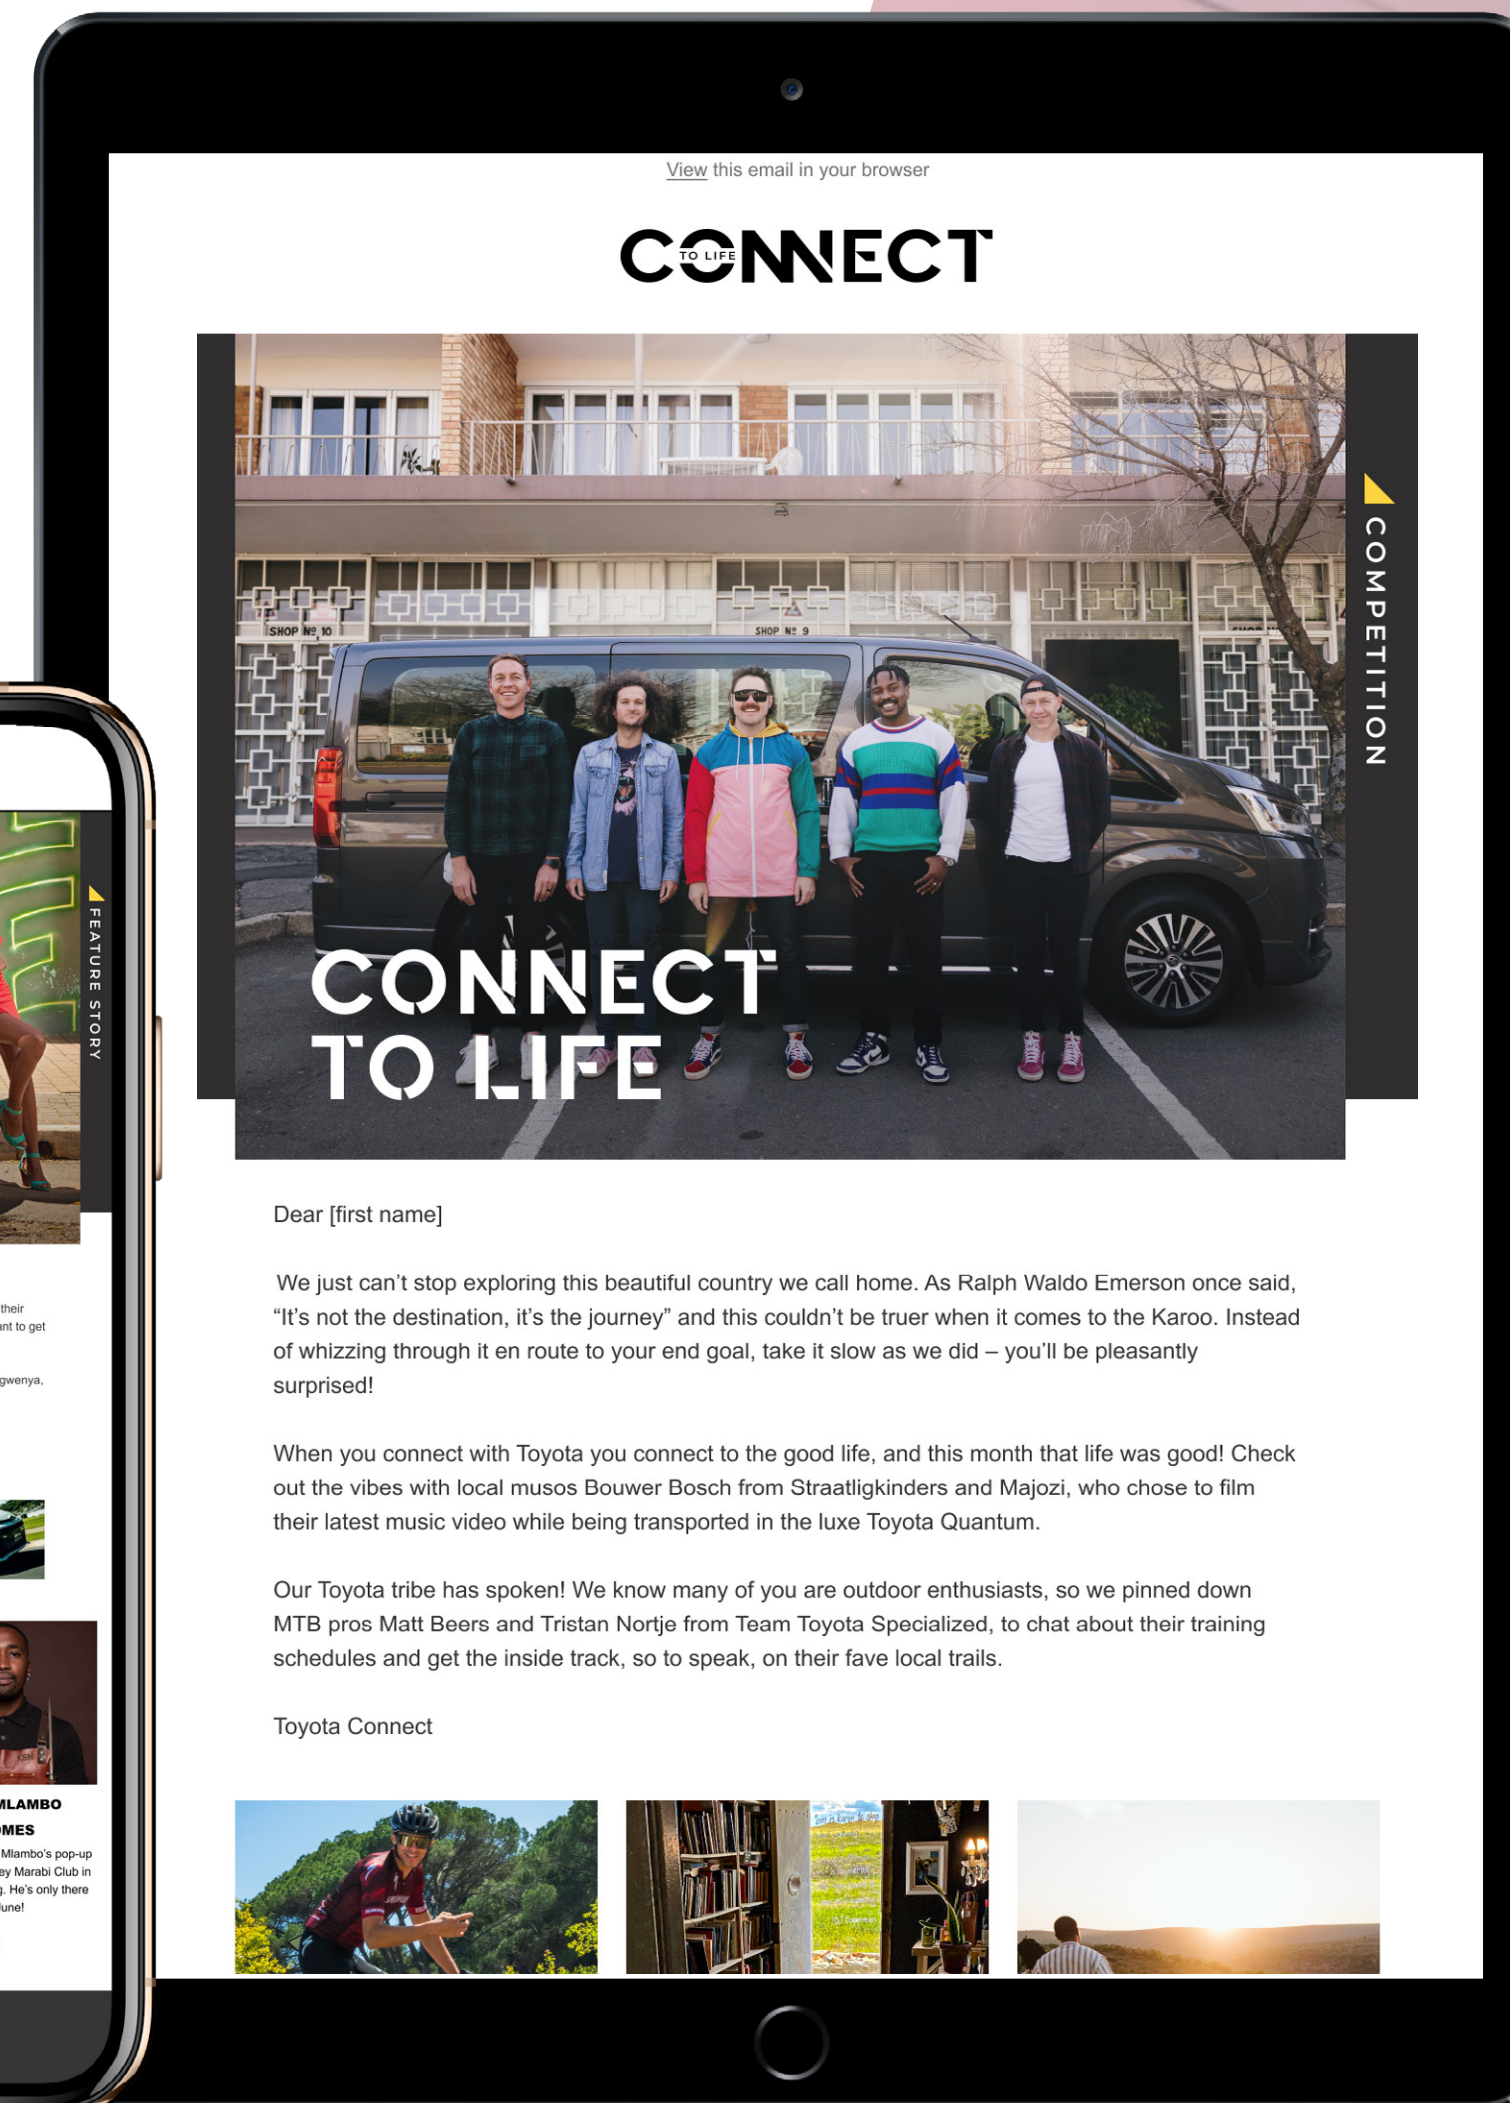 View this email in your browser
CONNECT
TO LIFE
SHOP Nº 10
SHOP Nº 9
COMPETITION
CONNECT
TO LIFE
Dear [first name]
We just can’t stop exploring this beautiful country we call home. As Ralph Waldo Emerson once said,
“It’s not the destination, it’s the journey” and this couldn’t be truer when it comes to the Karoo. Instead
of whizzing through it en route to your end goal, take it slow as we did – you’ll be pleasantly
surprised!
When you connect with Toyota you connect to the good life, and this month that life was good! Check
out the vibes with local musos Bouwer Bosch from Straatligkinders and Majozi, who chose to film
their latest music video while being transported in the luxe Toyota Quantum.
Our Toyota tribe has spoken! We know many of you are outdoor enthusiasts, so we pinned down
MTB pros Matt Beers and Tristan Nortje from Team Toyota Specialized, to chat about their training
schedules and get the inside track, so to speak, on their fave local trails.
Toyota Connect
FEATURE STORY
their
nt to get
gwenya,
KSM
MLAMBO
OMES
Mlambo’s pop-up
ey Marabi Club in
g. He’s only there
June!